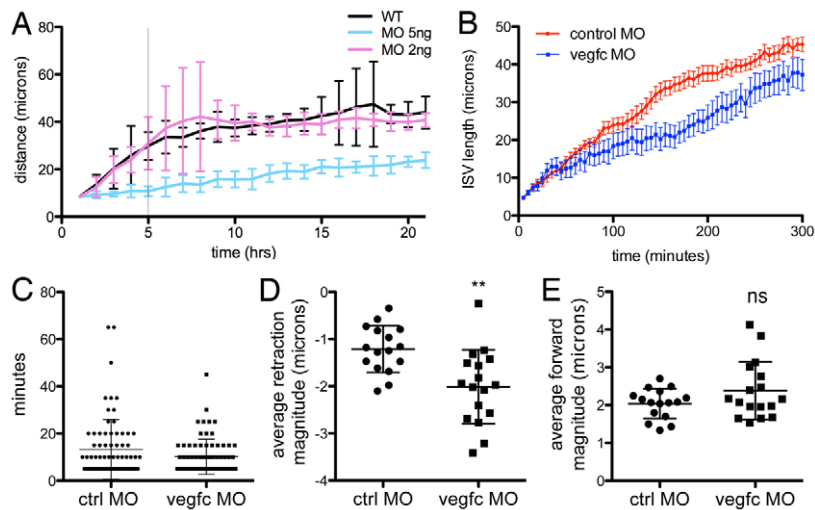 A
WT
MO 5ng
MO 2ng
distance (microns)
80
60
40
20
0
0
5
10
15
20
time (hrs)
B
control MO
vegfc MO
ISV length (micron)
50
40
30
20
10
0
0
100
200
300
time (minutes)
C
minutes
80
60
40
20
0
ctrl MO
vegfc MO
D
average retraction
magnitude (microns)
0
-1
-2
-3
-4
**
ctrl MO
vegfc MO
E
average forward
magnitude (microns)
5
4
3
2
1
0
ns
ctrl MO
vegfc MO